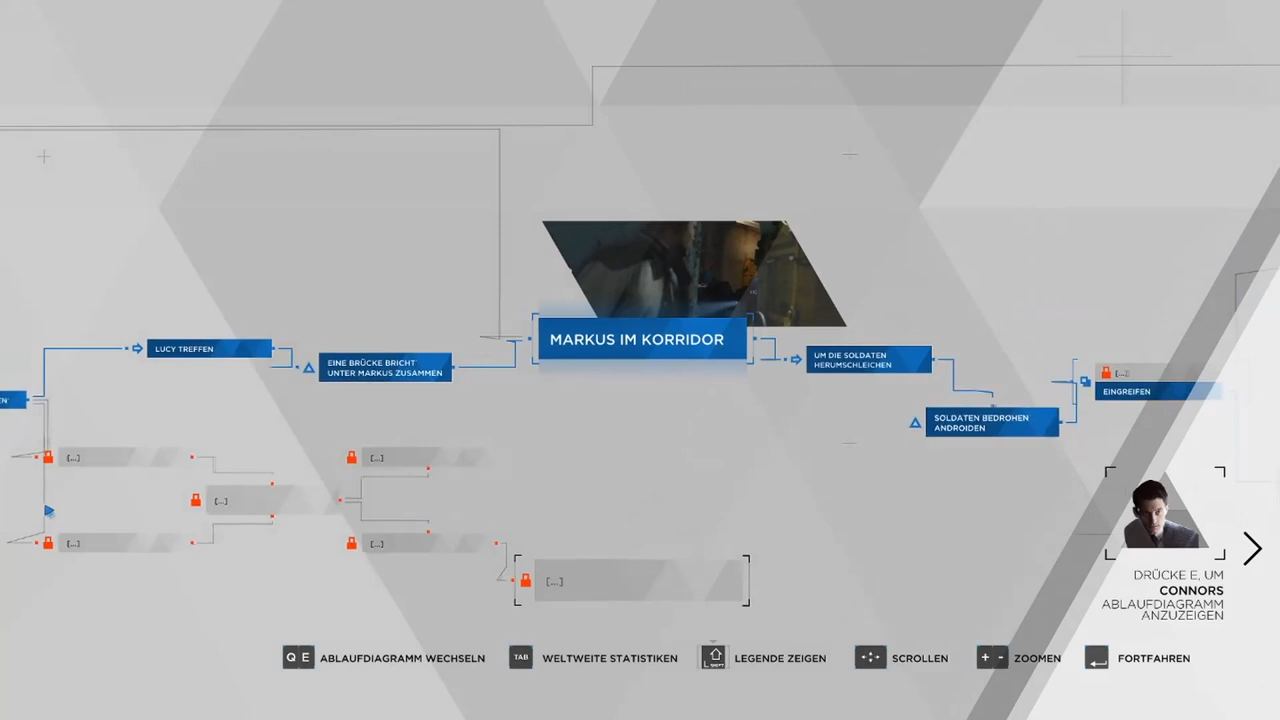 MARKUS IM KORRIDOR
LUCY TREFFEN
EINE BRÜCKE BRICHT
UNTER MARKUS ZUSAMMEN
UM DIE SOLDATEN
HERUMSCHLEICHEN
[...]
EINGREIFEN
SOLDATEN BEDROHEN
ANDROIDEN
[...]
[...]
[...]
[...]
[...]
[...]
DRÜCKE E, UM
CONNORS
ABLAUFDIAGRAMM
ANZUZEIGEN
Q E ABLAUFDIAGRAMM WECHSELN
TAB WELTWEITE STATISTIKEN
L SHIFT LEGENDE ZEIGEN
SCROLLEN
+ - ZOOMEN
FORTFAHREN